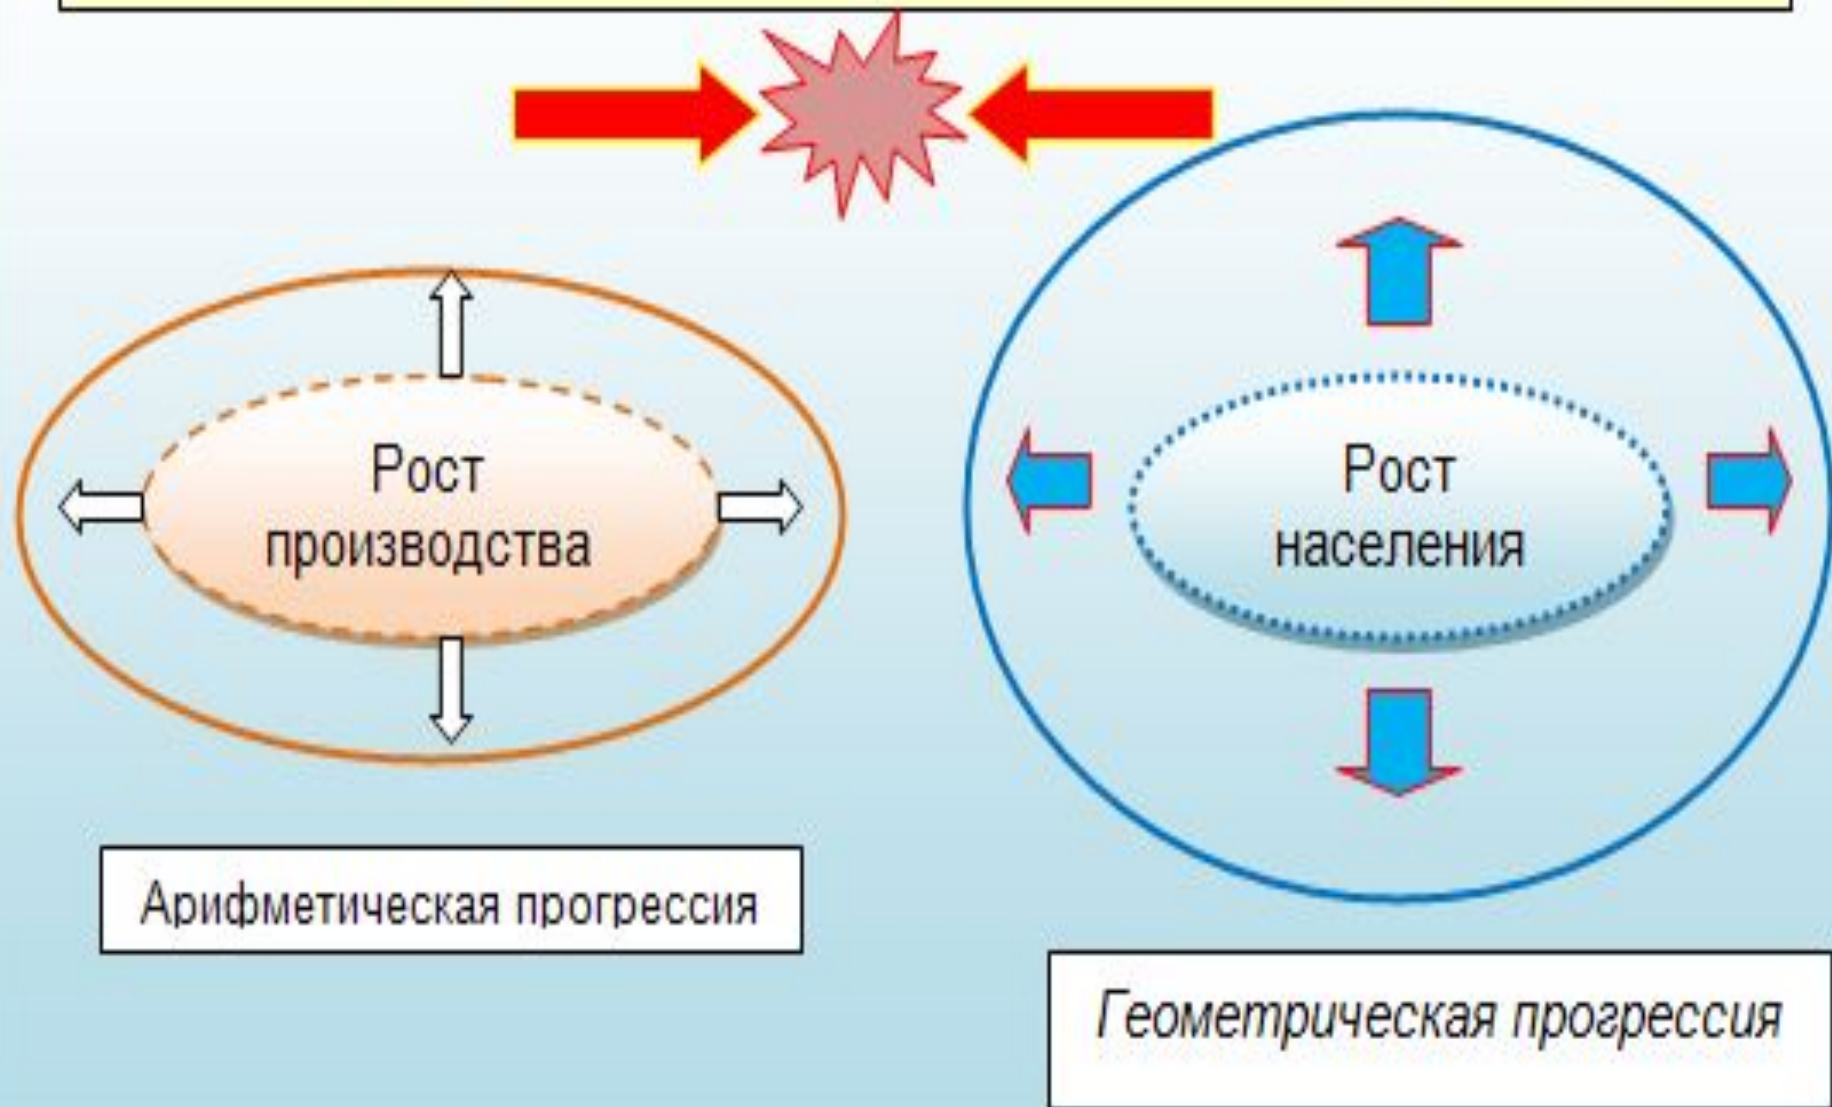 Рост
производства
Рост
населения
Арифметическая прогрессия
Геометрическая прогрессия